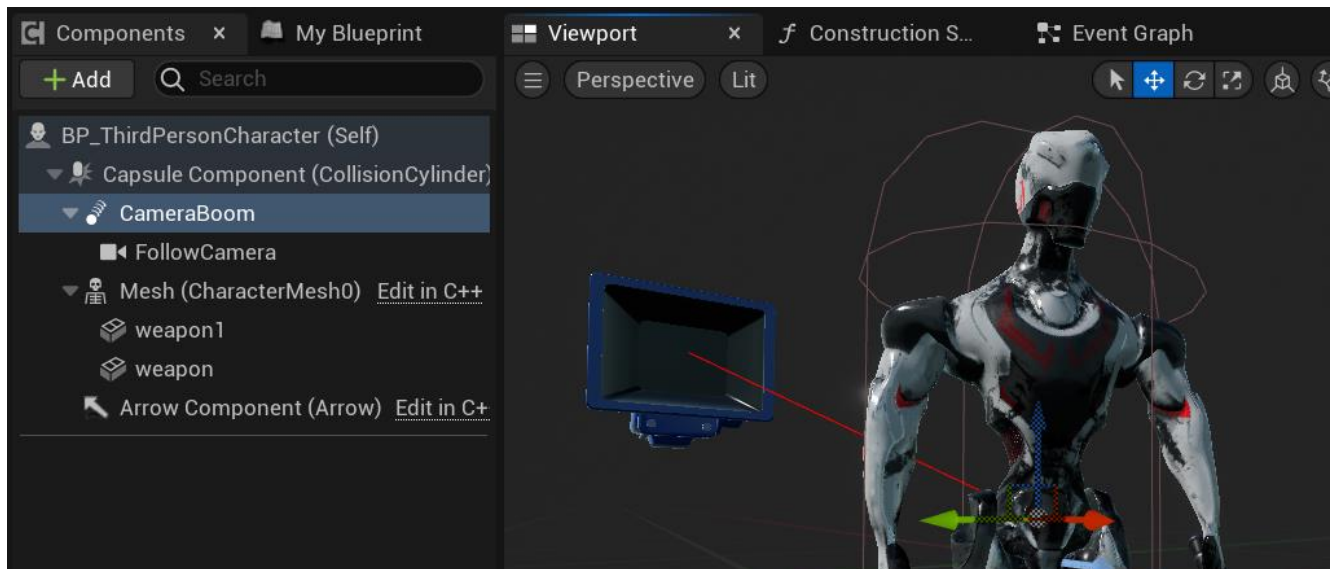 Components × My Blueprint
+ Add Search
BP_ThirdPersonCharacter (Self)
Capsule Component (CollisionCylinder)
CameraBoom
FollowCamera
Mesh (CharacterMesh0) Edit in C++
weapon1
weapon
Arrow Component (Arrow) Edit in C+
Viewport × Construction S... Event Graph
Perspective Lit